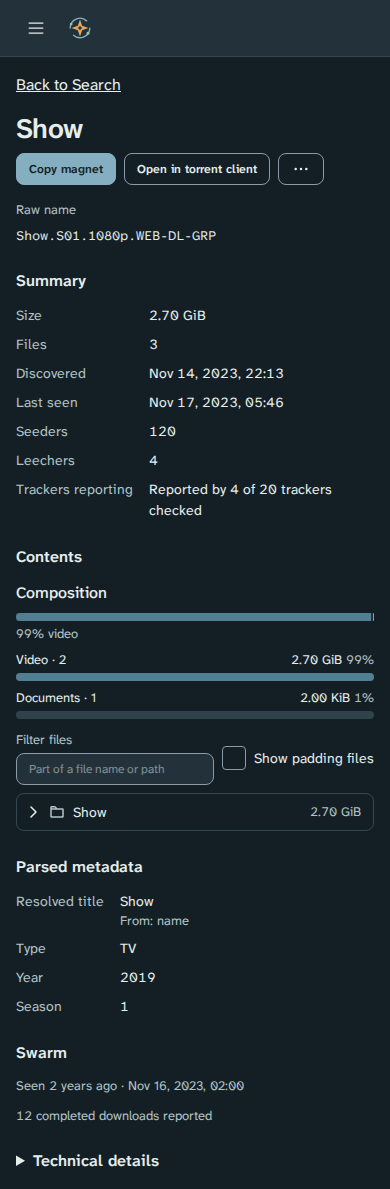 Back to Search
Show
Copy magnet
Open in torrent client
...
Raw name
Show.S01.1080p.WEB-DL-GRP
Summary
Size 2.70 GiB
Files 3
Discovered Nov 14, 2023, 22:13
Last seen Nov 17, 2023, 05:46
Seeders 120
Leechers 4
Trackers reporting Reported by 4 of 20 trackers
checked
Contents
Composition
99% video
Video · 2 2.70 GiB 99%
Documents · 1 2.00 KiB 1%
Filter files
Part of a file name or path
Show padding files
Show 2.70 GiB
Parsed metadata
Resolved title Show
From: name
Type TV
Year 2019
Season 1
Swarm
Seen 2 years ago · Nov 16, 2023, 02:00
12 completed downloads reported
Technical details